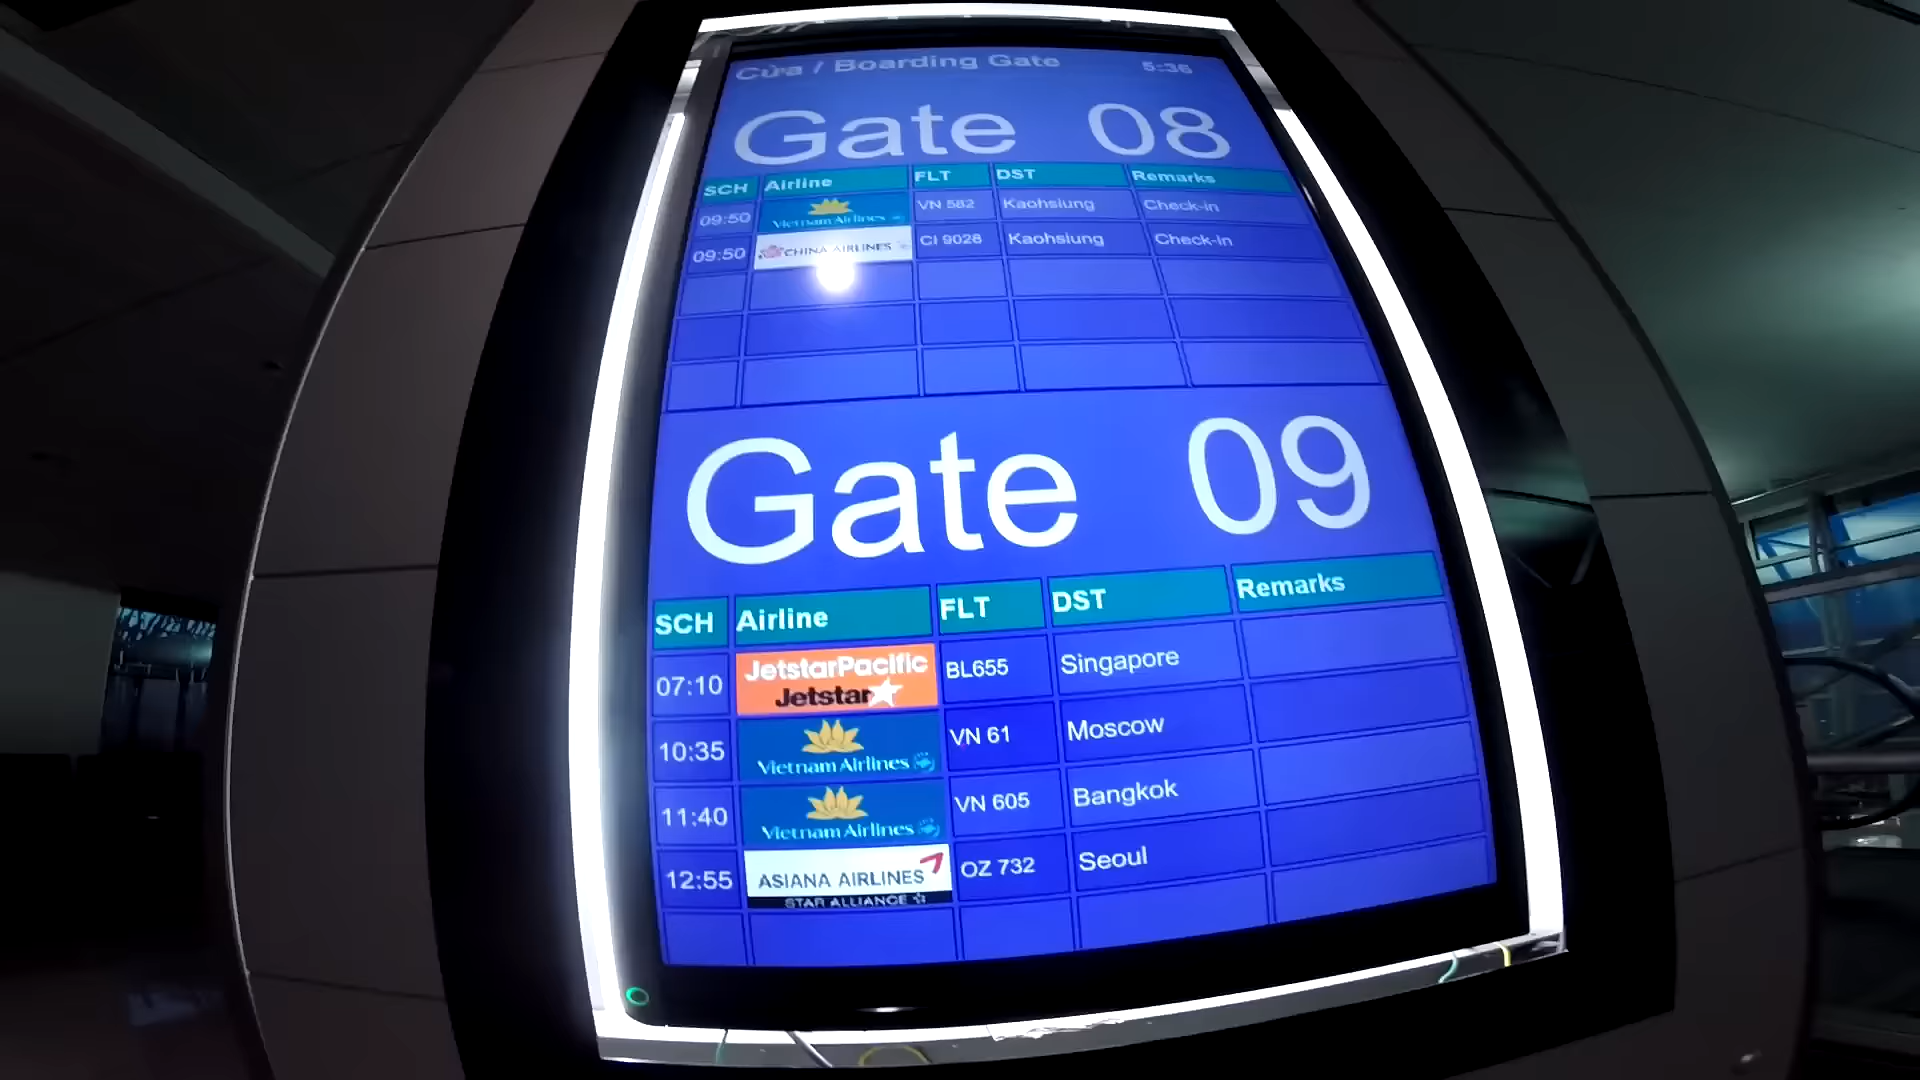 Cửa / Boarding Gate 5:36
Gate 08
SCH Airline FLT DST Remarks
09:50 Vietnam Airlines VN 582 Kaohsiung Check-in
09:50 CHINA AIRLINES CI 9028 Kaohsiung Check-in
Gate 09
SCH Airline FLT DST Remarks
07:10 JetstarPacific Jetstar BL655 Singapore
10:35 Vietnam Airlines VN 61 Moscow
11:40 Vietnam Airlines VN 605 Bangkok
12:55 ASIANA AIRLINES OZ 732 Seoul
STAR ALLIANCE